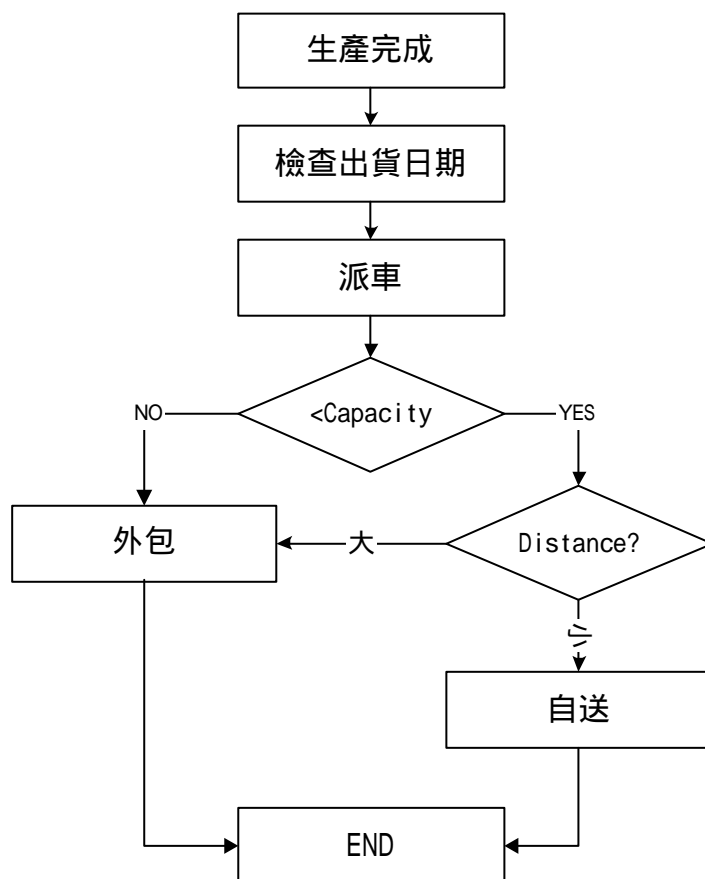 生產完成
檢查出貨日期
派車
<Capacity
NO
YES
外包
大
Distance?
小
自送
END